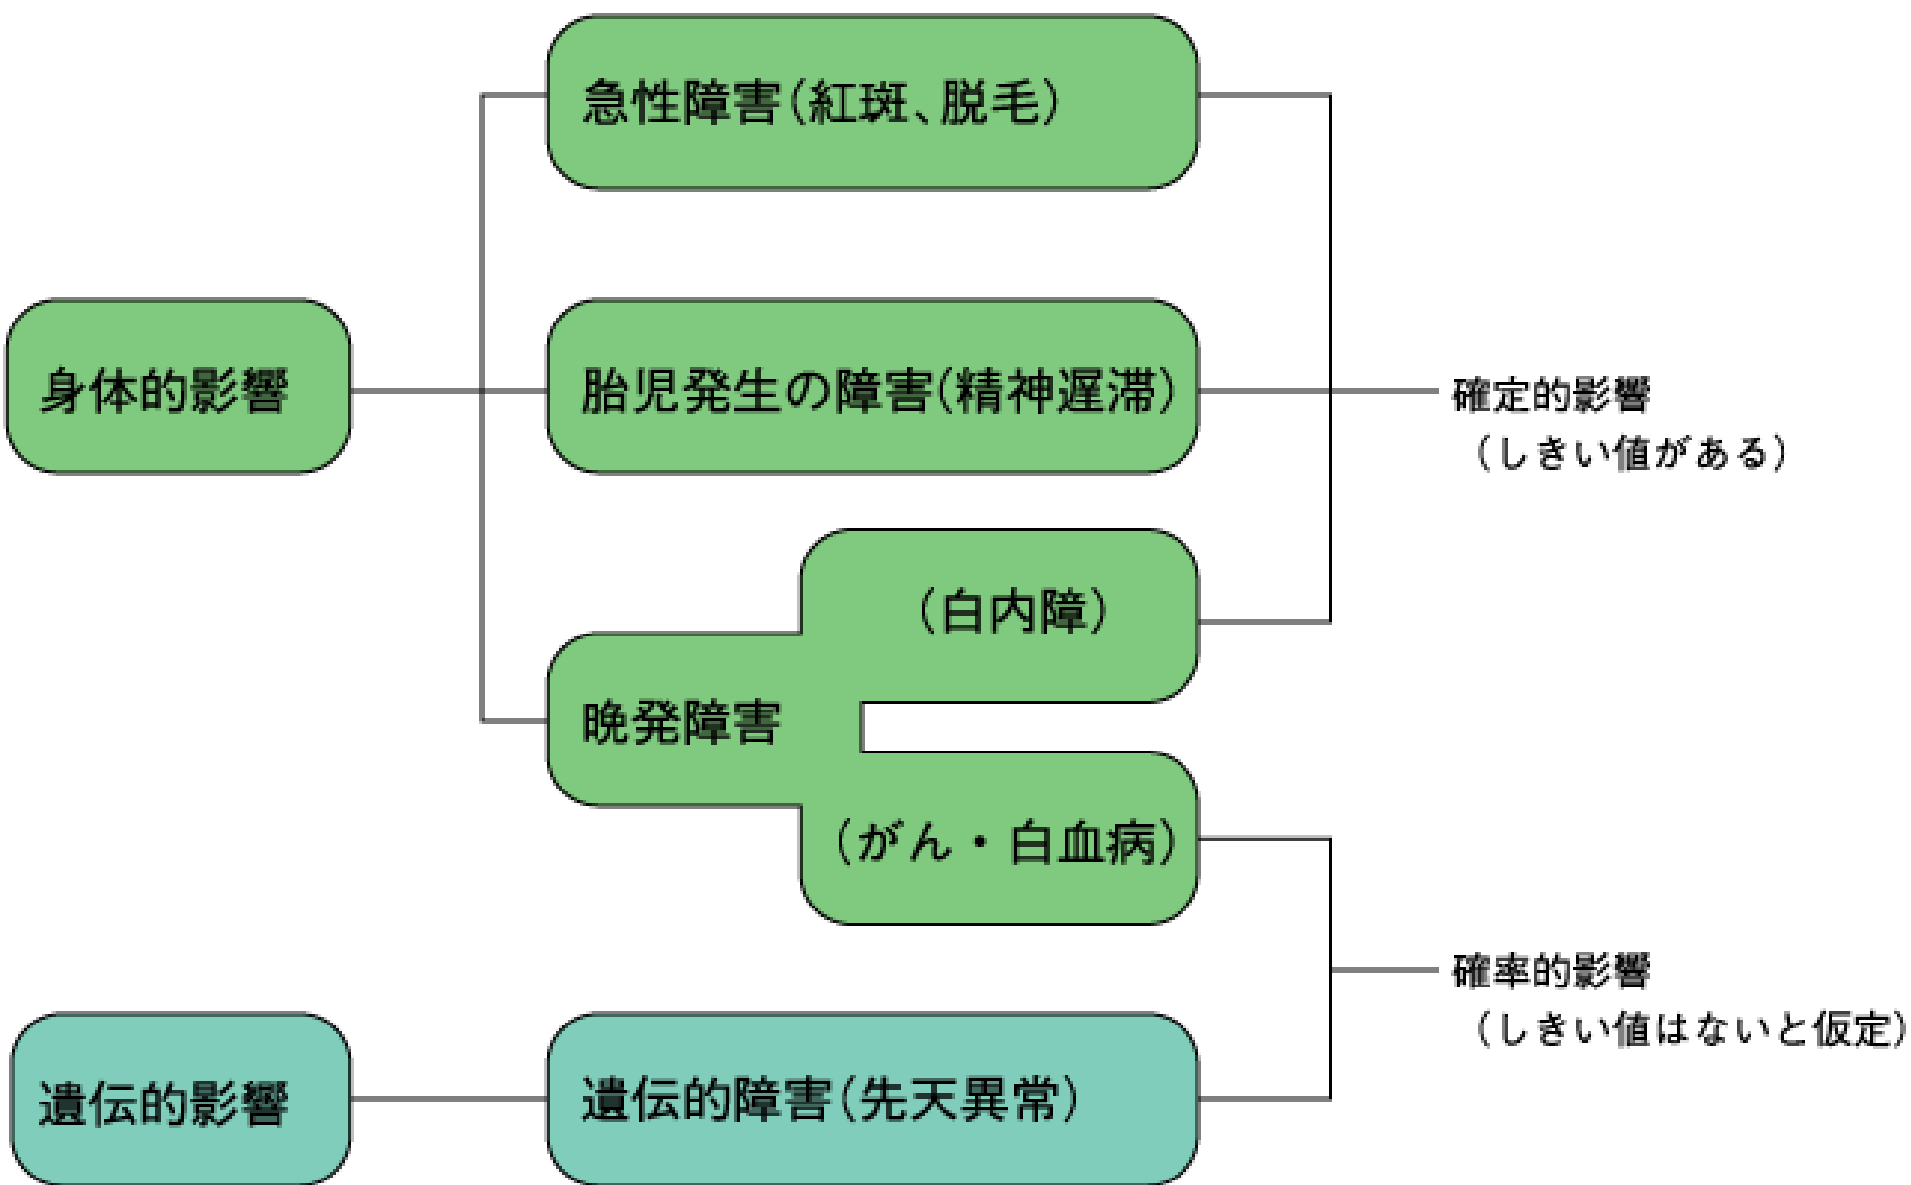 急性障害(紅斑、脱毛)
身体的影響
胎児発生の障害(精神遅滞)
確定的影響
(しきい値がある)
(白内障)
晩発障害
(がん・白血病)
確率的影響
(しきい値はないと仮定)
遺伝的影響
遺伝的障害(先天異常)